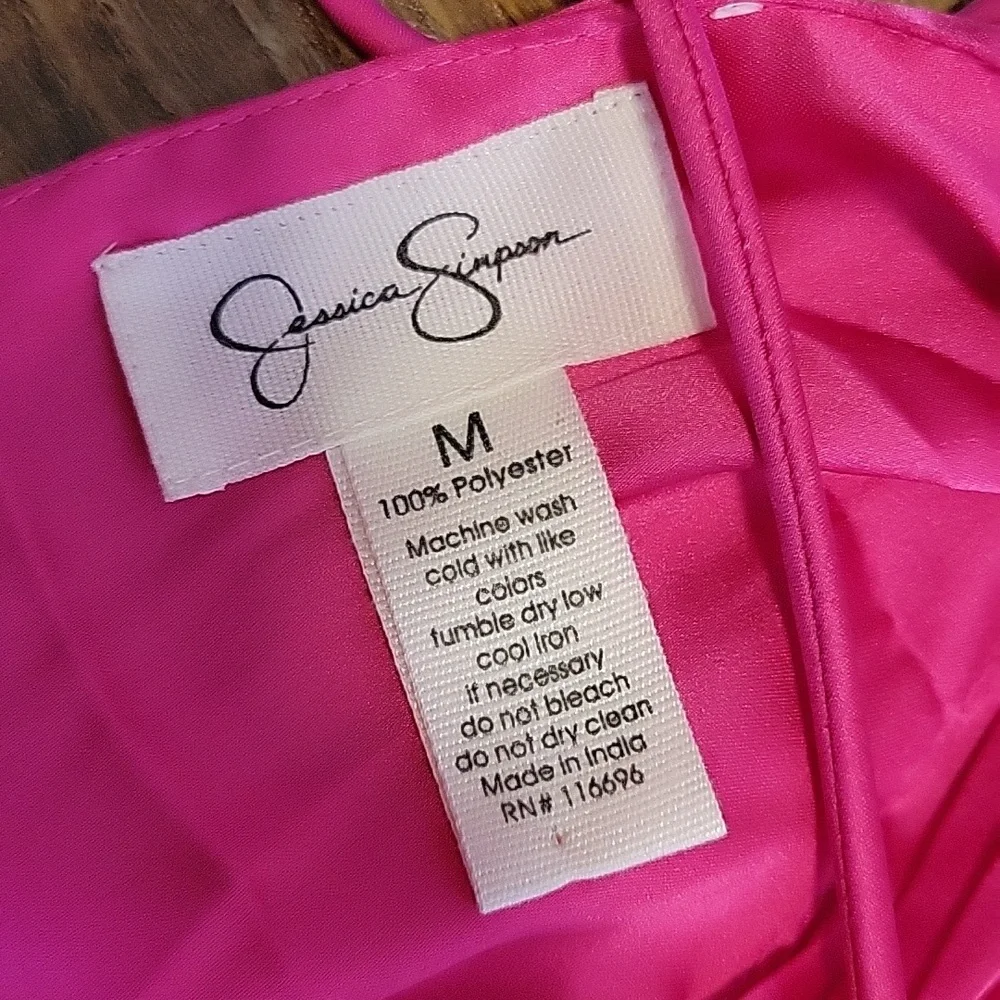 Jessica Simpson
M
100% Polyester
Machine wash
cold with like
colors
tumble dry low
cool iron
if necessary
do not bleach
do not dry clean
Made in India
RN# 116696